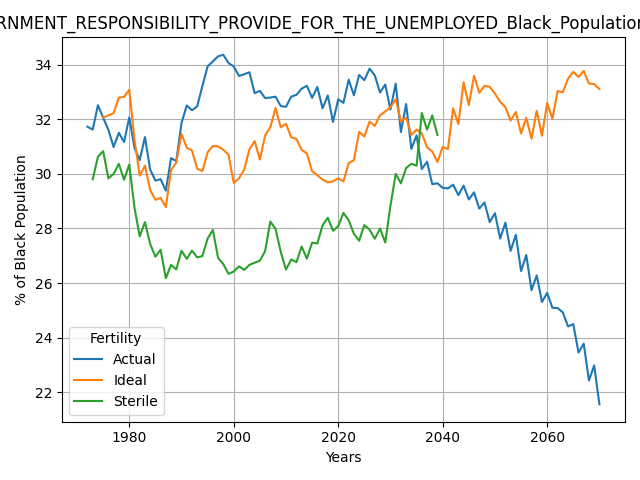 RNMENT_RESPONSIBILITY_PROVIDE_FOR_THE_UNEMPLOYED_Black_Population
34
32
30
28
26
24
22
% of Black Population
Fertility
Actual
Ideal
Sterile
1980
2000
2020
2040
2060
Years